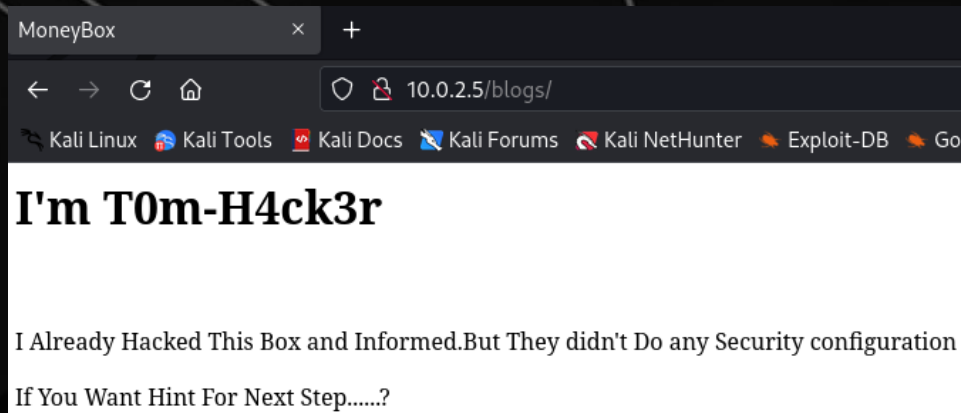 MoneyBox
10.0.2.5/blogs/
Kali Linux Kali Tools Kali Docs Kali Forums Kali NetHunter Exploit-DB Go
I'm T0m-H4ck3r
I Already Hacked This Box and Informed.But They didn't Do any Security configuration
If You Want Hint For Next Step......?